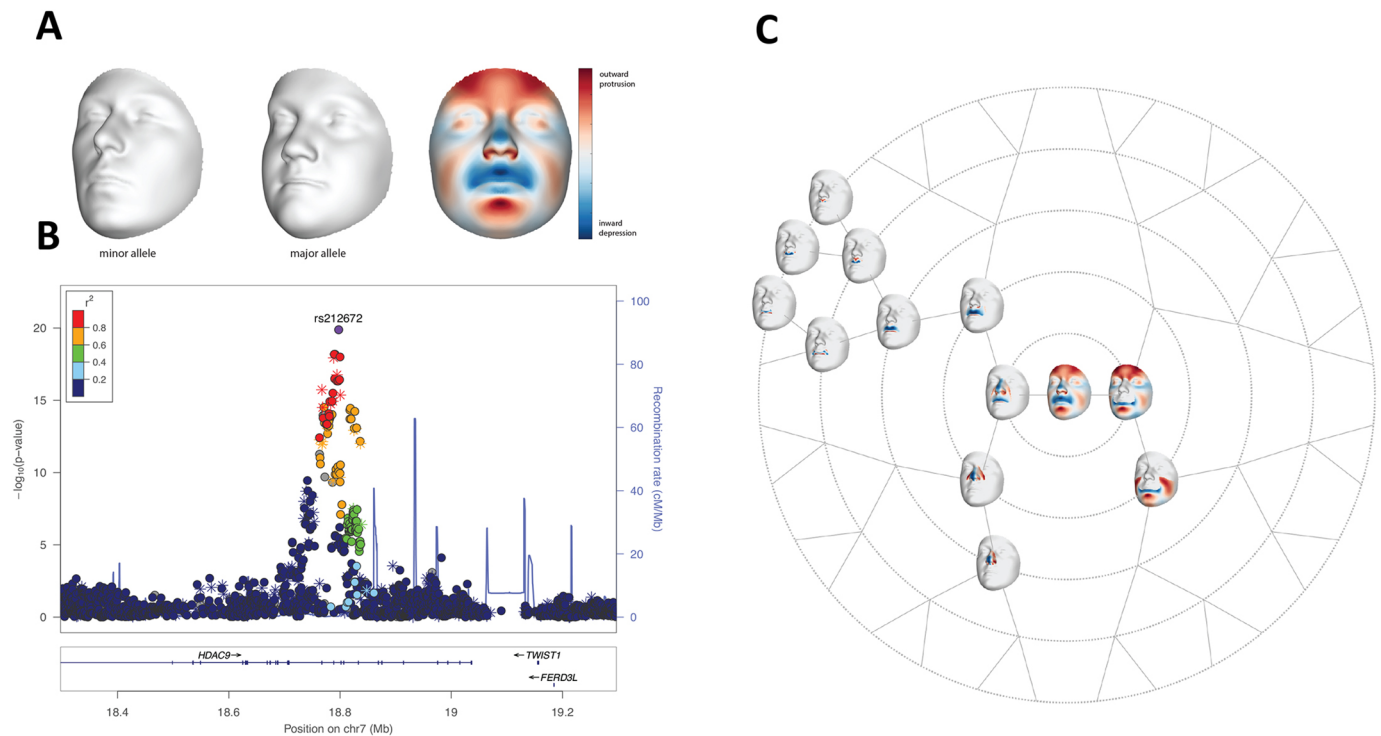 A
minor allele
major allele
outward
protrusion
inward
depression
B
r2
0.8
0.6
0.4
0.2
rs212672
20
15
10
5
0
−log10(p−value)
100
80
60
40
20
0
Recombination rate (cM/Mb)
HDAC9→
←TWIST1
←FERD3L
18.4
18.6
18.8
19
19.2
Position on chr7 (Mb)
C